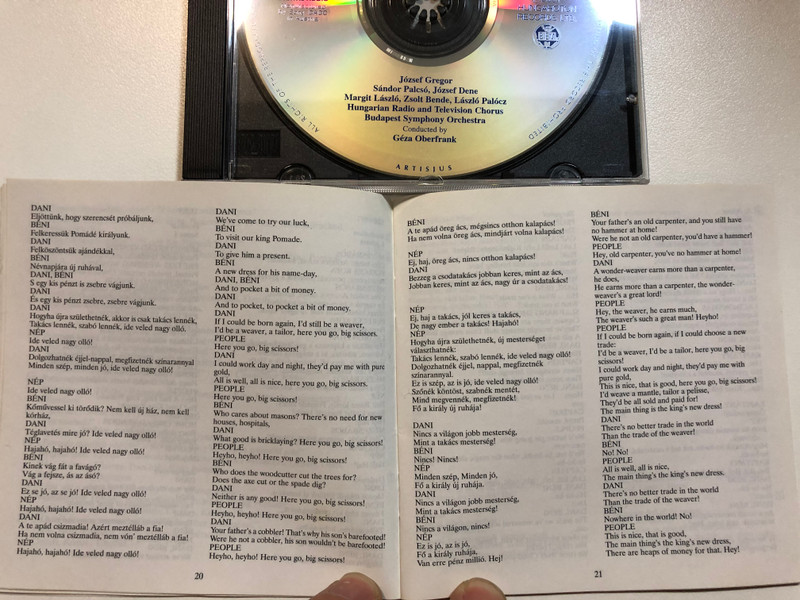 József Gregor
Sándor Palcsó, József Dene
Margit László, Zsolt Bende, László Palócz
Hungarian Radio and Television Chorus
Budapest Symphony Orchestra
Conducted by
Géza Oberfrank
ARTISJUS
DANI
Eljöttünk, hogy szerencsét próbáljunk,
BÉNI
Felkeressük Pomádé királyunk.
DANI
Felköszöntsük ajándékkal,
BÉNI
Névnapjára új ruhával,
DANI, BÉNI
S egy kis pénzt is zsebre vágjunk.
DANI
És egy kis pénzt zsebre, zsebre vágjunk.
DANI
Hogyha újra születhetnék, akkor is csak takács lennék,
Takács lennék, szabó lennék, ide veled nagy olló.
NÉP
Ide veled nagy olló!
DANI
Dolgozhatnék éjjel-nappal, megfizetnék színarannyal
Minden szép, minden jó, ide veled nagy olló!
NÉP
Ide veled nagy olló!
BÉNI
Kőművessel ki törődik? Nem kell új ház, nem kell
kórház,
DANI
Téglavetés mire jó? Ide veled nagy olló!
NÉP
Hajahó, hajahó! Ide veled nagy olló!
BÉNI
Kinek vág fát a favágó?
Vág a fejsze, ás az ásó?
DANI
Ez se jó, az se jó! Ide veled nagy olló!
NÉP
Hajahó, hajahó! Ide veled nagy olló!
DANI
A te apád csizmadia! Azért meztélláb a fia!
Ha nem volna csizmadia, nem vón' meztélláb a fia!
NÉP
Hajahó, hajahó! Ide veled nagy olló!
DANI
We've come to try our luck,
BÉNI
To visit our king Pomade.
DANI
To give him a present.
BÉNI
A new dress for his name-day,
DANI, BÉNI
And to pocket a bit of money.
DANI
And to pocket, to pocket a bit of money.
DANI
If I could be born again, I'd still be a weaver,
I'd be a weaver, a tailor, here you go, big scissors.
PEOPLE
Here you go, big scissors!
DANI
I could work day and night, they'd pay me with pure
gold,
All is well, all is nice, here you go, big scissors.
PEOPLE
Here you go, big scissors!
BÉNI
Who cares about masons? There's no need for new
houses, hospitals,
DANI
What good is bricklaying? Here you go, big scissors!
PEOPLE
Heyho, heyho! Here you go, big scissors!
BÉNI
Who does the woodcutter cut the trees for?
Does the axe cut or the spade dig?
DANI
Neither is any good! Here you go, big scissors!
PEOPLE
Heyho, heyho! Here you go, big scissors!
DANI
Your father's a cobbler! That's why his son's barefooted!
Were he not a cobbler, his son wouldn't be barefooted!
PEOPLE
Heyho, heyho! Here you go, big scissors!
20
BÉNI
A te apád öreg ács, mégsincs otthon kalapács!
Ha nem volna öreg ács, mindjárt volna kalapács!
NÉP
Ej, haj, öreg ács, nincs otthon kalapács!
DANI
Bezzeg a csodatakács jobban keres, mint az ács,
Jobban keres, mint az ács, nagy úr a csodatakács!
NÉP
Ej, haj a takács, jól keres a takács,
De nagy ember a takács! Hajahó!
NÉP
Hogyha újra születhetnék, új mesterséget
választhatnék:
Takács lennék, szabó lennék, ide veled nagy olló!
Dolgozhatnék éjjel, nappal, megfizetnék
színarannyal.
Ez is szép, az is jó, ide veled nagy olló!
Szőnék köntöst, szabnék mentét,
Mind megvennék, megfizetnék!
Fő a király új ruhája!
DANI
Nincs a világon jobb mesterség,
Mint a takács mesterség!
BÉNI
Nincs! Nincs!
NÉP
Minden szép, Minden jó,
Fő a király új ruhája.
DANI
Nincs a világon jobb mesterség,
Mint a takács mesterség!
BÉNI
Nincs a világon, nincs!
NÉP
Ez is jó, az is jó,
Fő a király ruhája,
Van erre pénz millió. Hej!
BÉNI
Your father's an old carpenter, and you still have
no hammer at home!
Were he not an old carpenter, you'd have a hammer!
PEOPLE
Hey, old carpenter, you've no hammer at home!
DANI
A wonder-weaver earns more than a carpenter,
he does,
He earns more than a carpenter, the wonder-
weaver's a great lord!
PEOPLE
Hey, the weaver, he earns much,
The weaver's such a great man! Heyho!
PEOPLE
If I could be born again, if I could choose a new
trade:
I'd be a weaver, I'd be a tailor, here you go, big
scissors!
I could work day and night, they'd pay me with
pure gold,
This is nice, that is good, here you go, big scissors!
I'd weave a mantle, tailor a pelisse,
They'd be all sold and paid for!
The main thing is the king's new dress!
DANI
There's no better trade in the world
Than the trade of the weaver!
BÉNI
No! No!
PEOPLE
All is well, all is nice,
The main thing's the king's new dress.
DANI
There's no better trade in the world
Than the trade of the weaver!
BÉNI
Nowhere in the world! No!
PEOPLE
This is nice, that is good,
The main thing's the king's new dress,
There are heaps of money for that. Hey!
21